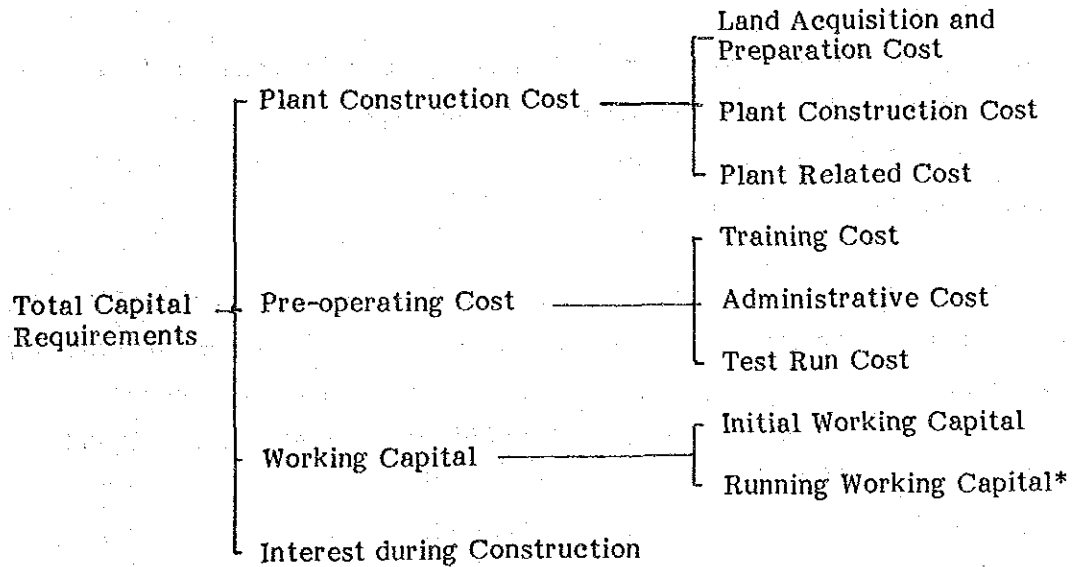 Land Acquisition and
Preparation Cost
Plant Construction Cost
Plant Construction Cost
Plant Related Cost
Training Cost
Total Capital
Requirements
Pre-operating Cost
Administrative Cost
Test Run Cost
Initial Working Capital
Working Capital
Running Working Capital*
Interest during Construction